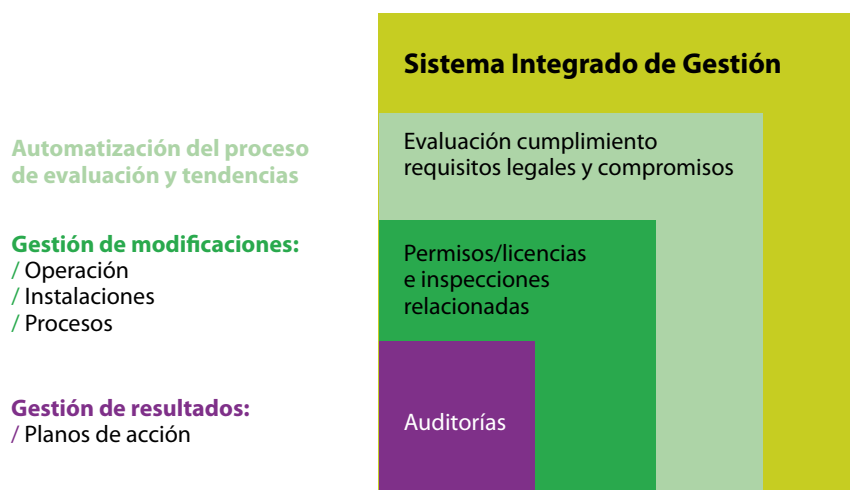 Sistema Integrado de Gestión
Automatización del proceso
de evaluación y tendencias
Evaluación cumplimiento
requisitos legales y compromisos
Gestión de modificaciones:
/ Operación
/ Instalaciones
/ Procesos
Permisos/licencias
e inspecciones
relacionadas
Gestión de resultados:
/ Planos de acción
Auditorías